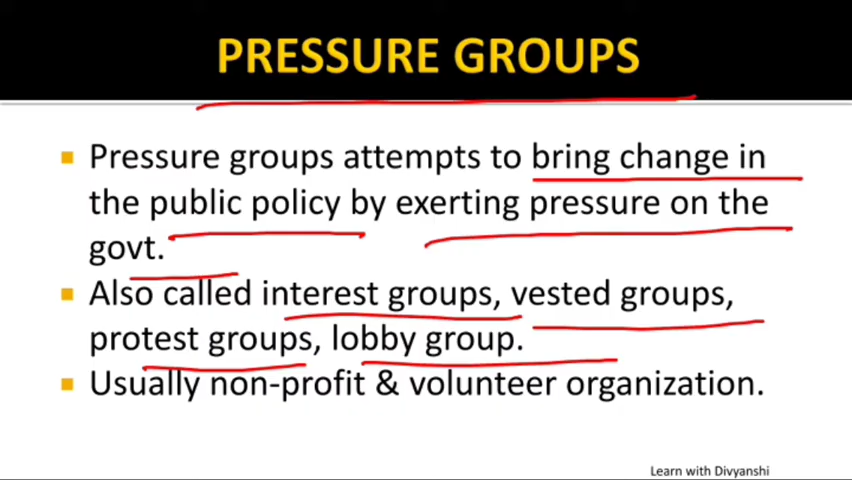 PRESSURE GROUPS
Pressure groups attempts to bring change in
the public policy by exerting pressure on the
govt.
Also called interest groups, vested groups,
protest groups, lobby group.
Usually non-profit & volunteer organization.
Learn with Divyanshi